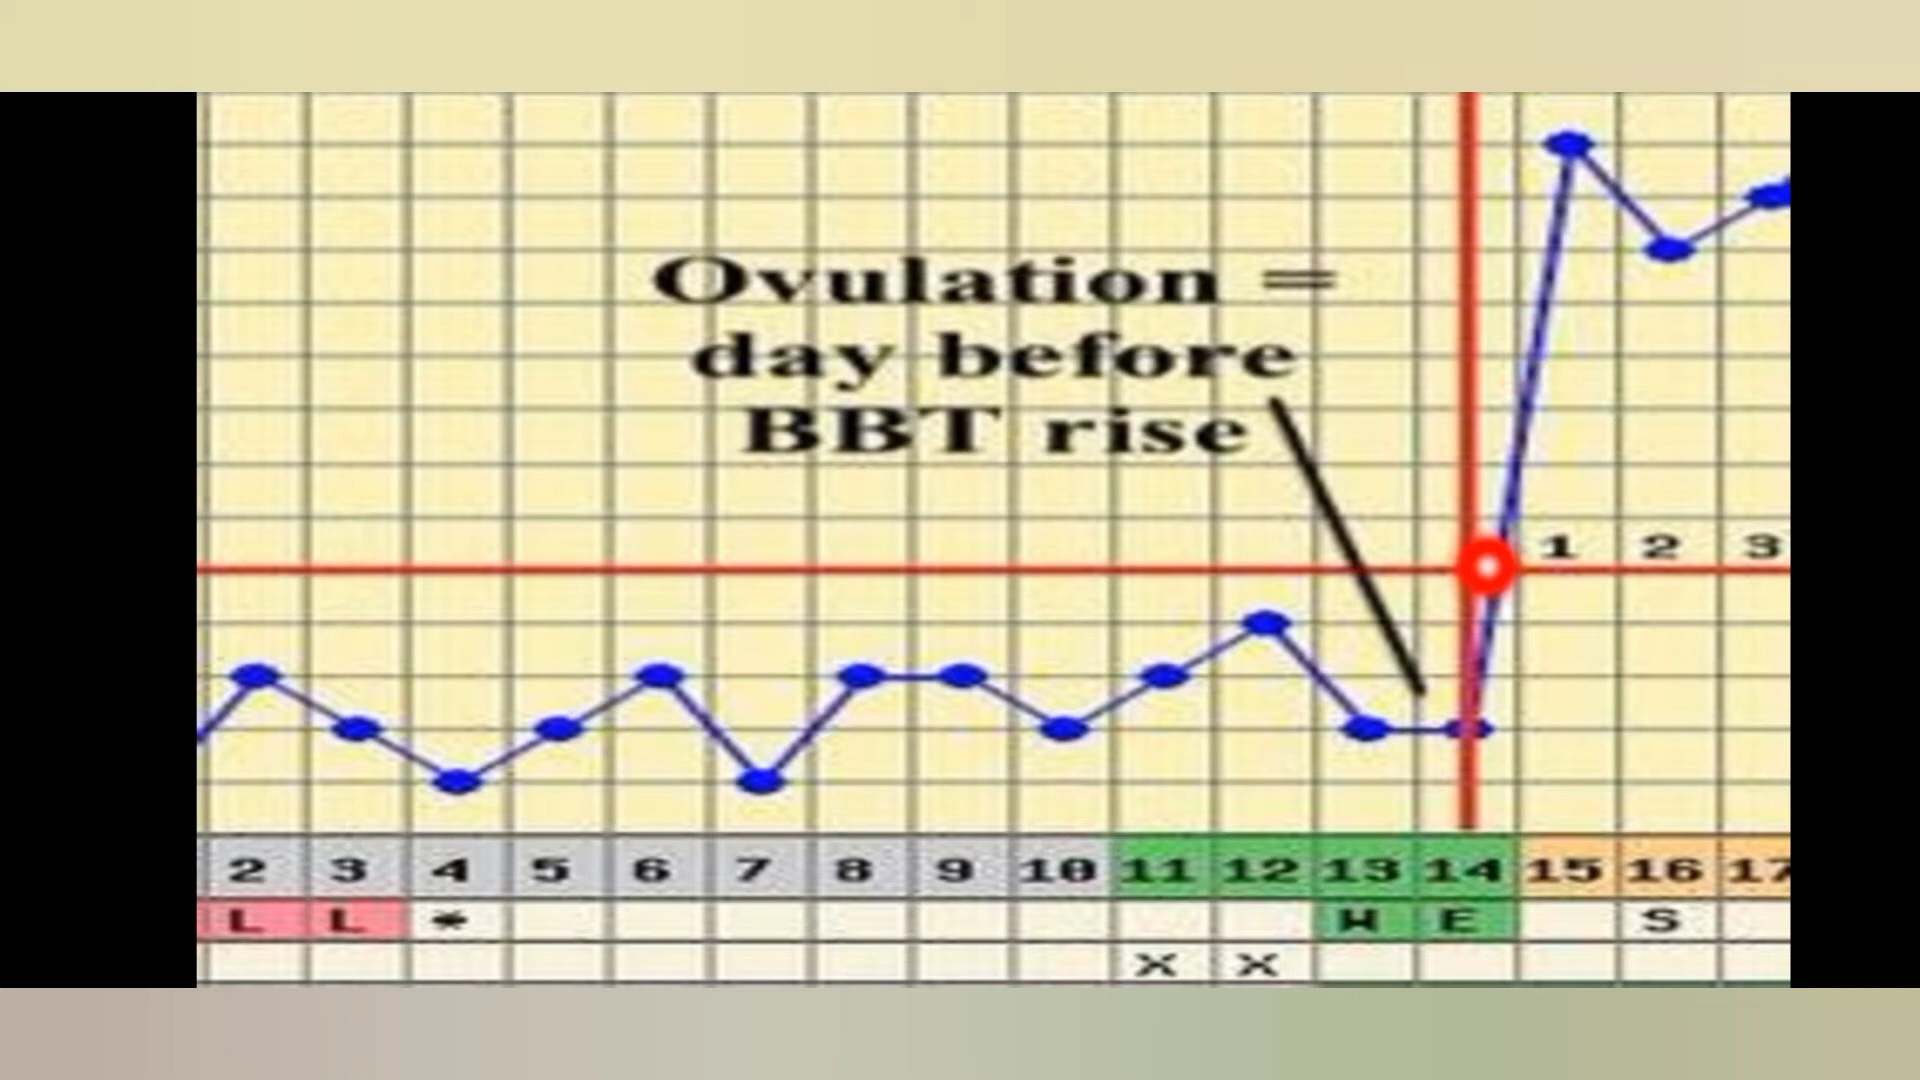 Ovulation =
day before
BBT rise
1 2 3
2 3 4 5 6 7 8 9 10 11 12 13 14 15 16 17
L L * W E S
X X